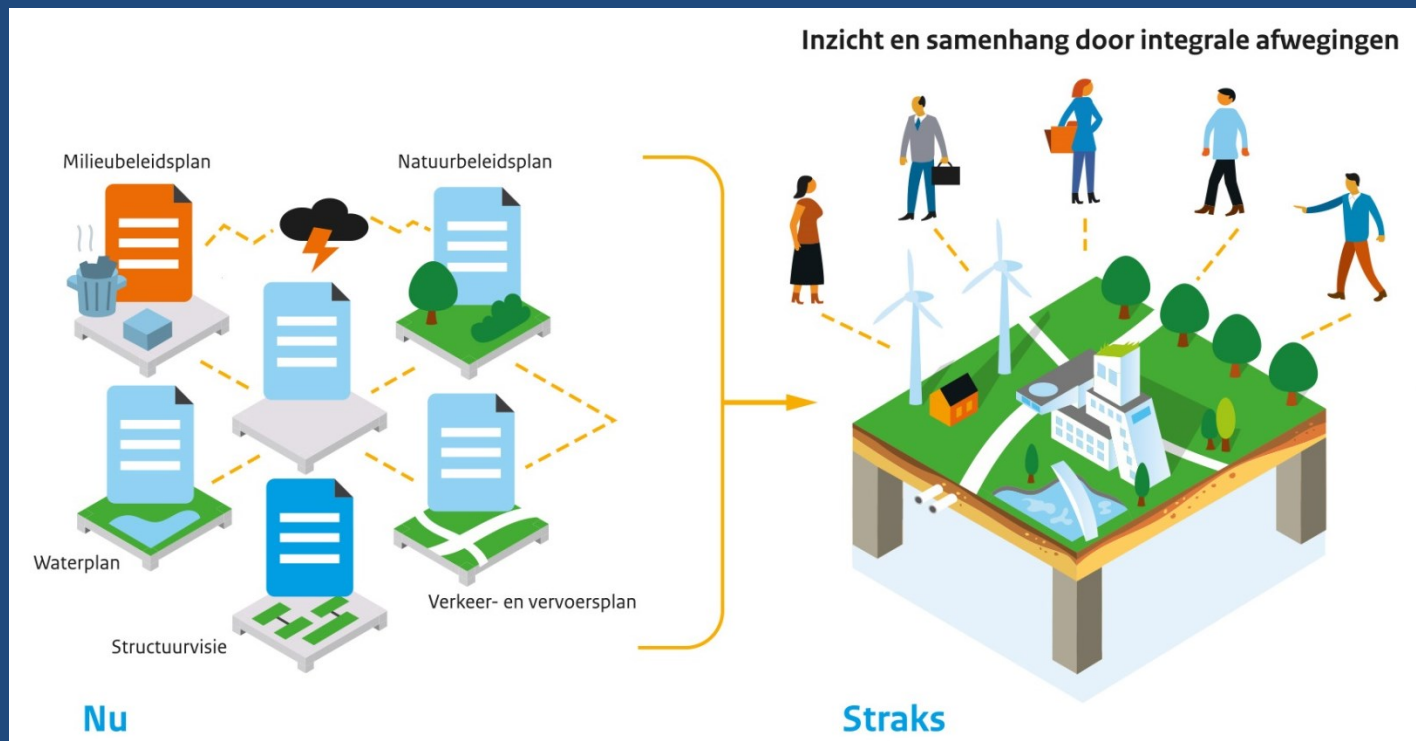 Inzicht en samenhang door integrale afwegingen
Milieubeleidsplan
Natuurbeleidsplan
Waterplan
Verkeer- en vervoersplan
Structuurvisie
Nu
Straks